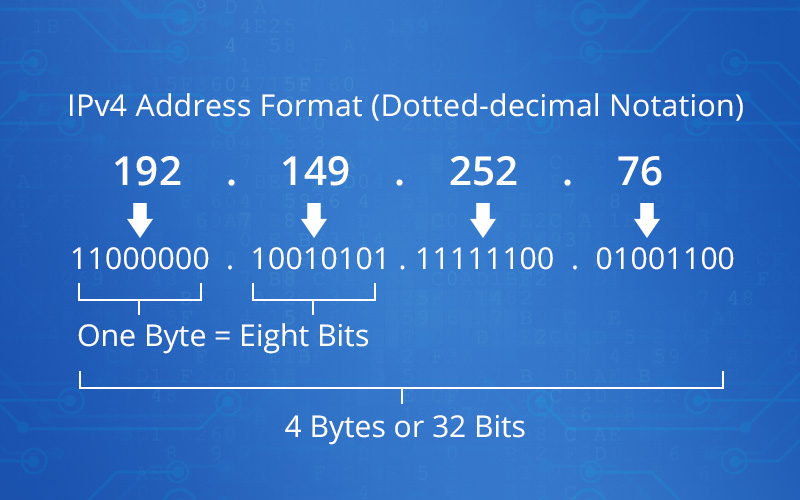 IPv4 Address Format (Dotted-decimal Notation)
192 . 149 . 252 . 76
11000000 . 10010101 . 11111100 . 01001100
One Byte = Eight Bits
4 Bytes or 32 Bits